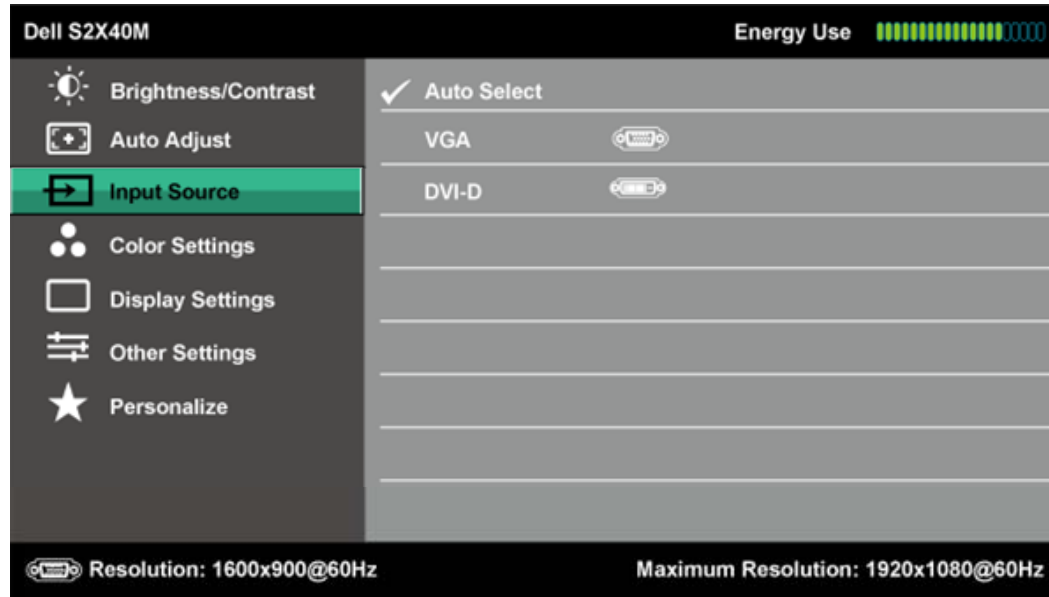 Dell S2X40M Energy Use
Brightness/Contrast
Auto Select
Auto Adjust
VGA
Input Source
DVI-D
Color Settings
Display Settings
Other Settings
Personalize
Resolution: 1600x900@60Hz Maximum Resolution: 1920x1080@60Hz